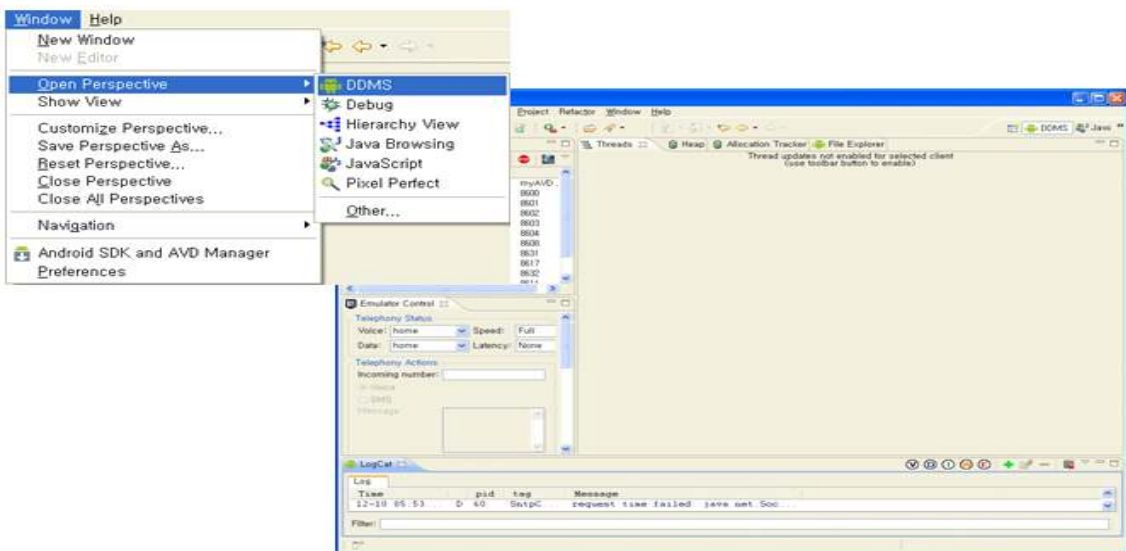 Window Help
New Window
New Editor
Open Perspective
Show View
Customize Perspective...
Save Perspective As...
Reset Perspective...
Close Perspective
Close All Perspectives
Navigation
Android SDK and AVD Manager
Preferences
DDMS
Debug
Hierarchy View
Java Browsing
JavaScript
Pixel Perfect
Other...
Project Refactor Window Help
DDMS Java
Threads Heap Allocation Tracker File Explorer
Thread updates not enabled for selected client
(use toolbar button to enable)
myAVD
8600
8601
8602
8603
8604
8608
8631
8617
8632
Emulator Control
Telephony Status
Voice: home Speed: Full
Data: home Latency: None
Telephony Actions
Incoming number:
Voice
SMS
Message:
LogCat
V D I W E
Log
Time pid tag Message
12-10 05:53... D 60 SntpC... request time failed: java.net.Soc...
Filter: